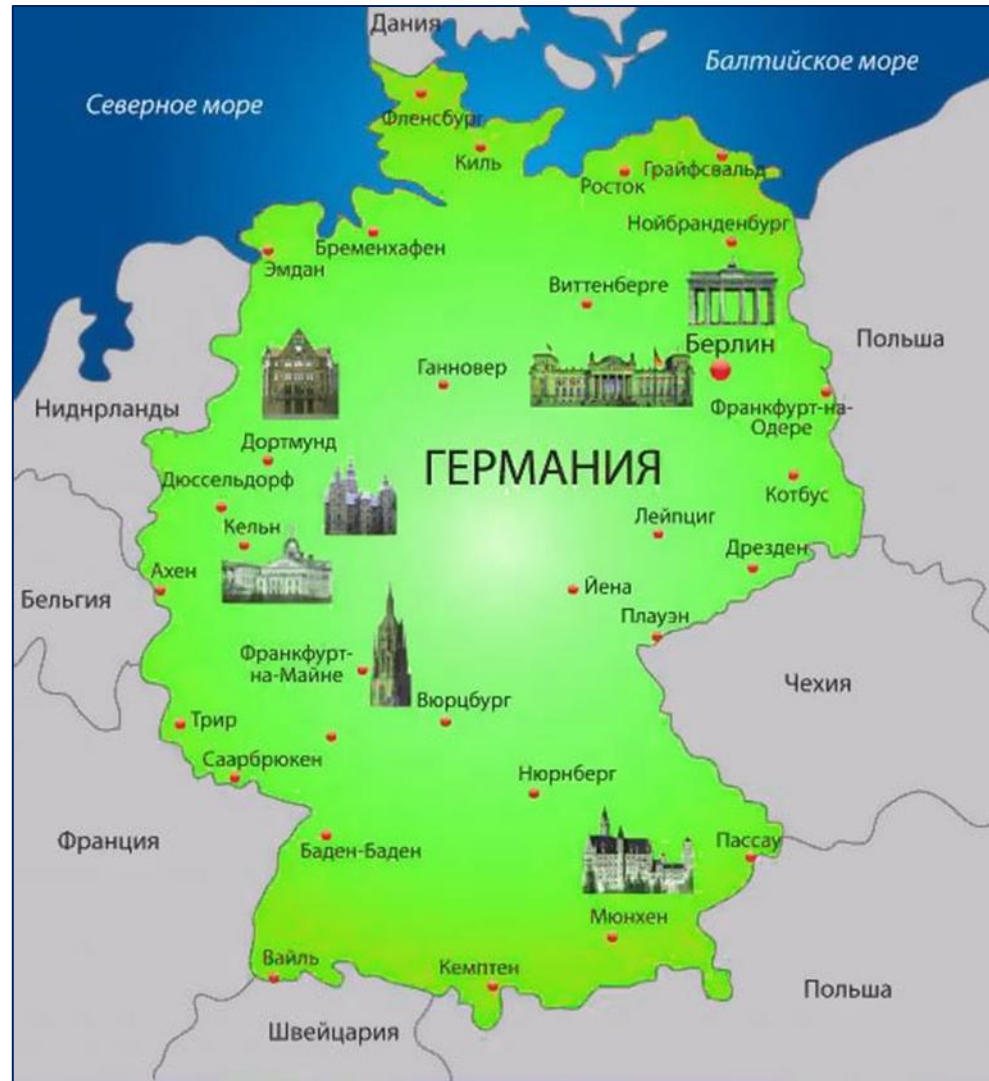 Дания
Балтийское море
Северное море
Фленсбург
Киль
Грайфсвальд
Росток
Нойбранденбург
Бременхафен
Эмдан
Виттенберге
Берлин
Польша
Ганновер
Ниднрланды
Франкфурт-на-
Одере
Дортмунд
ГЕРМАНИЯ
Дюссельдорф
Котбус
Лейпциг
Кельн
Дрезден
Ахен
Йена
Бельгия
Плауэн
Франкфурт-
на-Майне
Чехия
Вюрцбург
Трир
Саарбрюкен
Нюрнберг
Франция
Баден-Баден
Пассау
Мюнхен
Вайль
Кемптен
Польша
Швейцария